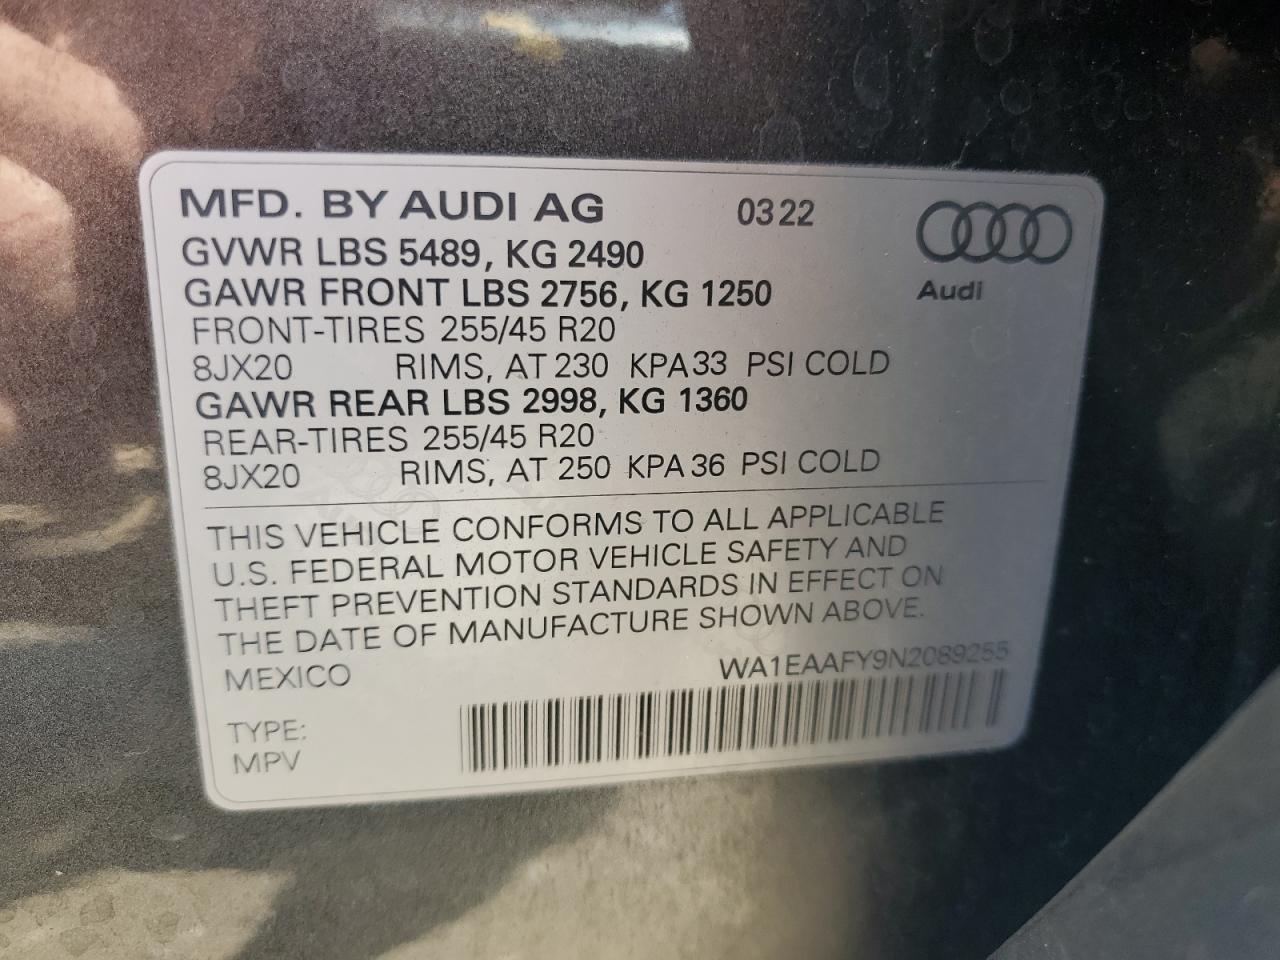 MFD. BY AUDI AG 0322
GVWR LBS 5489, KG 2490
GAWR FRONT LBS 2756, KG 1250
Audi
FRONT-TIRES 255/45 R20
8JX20 RIMS, AT 230 KPA 33 PSI COLD
GAWR REAR LBS 2998, KG 1360
REAR-TIRES 255/45 R20
8JX20 RIMS, AT 250 KPA 36 PSI COLD
THIS VEHICLE CONFORMS TO ALL APPLICABLE
U.S. FEDERAL MOTOR VEHICLE SAFETY AND
THEFT PREVENTION STANDARDS IN EFFECT ON
THE DATE OF MANUFACTURE SHOWN ABOVE.
MEXICO WA1EAAFY9N2089255
TYPE:
MPV